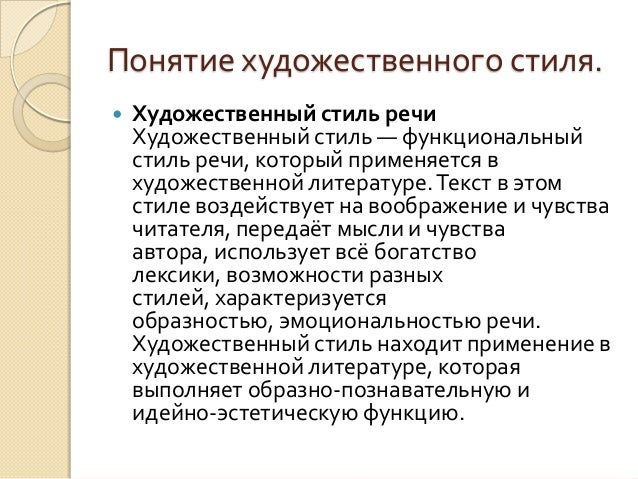 Понятие художественного стиля.
Художественный стиль речи
Художественный стиль — функциональный
стиль речи, который применяется в
художественной литературе. Текст в этом
стиле воздействует на воображение и чувства
читателя, передаёт мысли и чувства
автора, использует всё богатство
лексики, возможности разных
стилей, характеризуется
образностью, эмоциональностью речи.
Художественный стиль находит применение в
художественной литературе, которая
выполняет образно-познавательную и
идейно-эстетическую функцию.